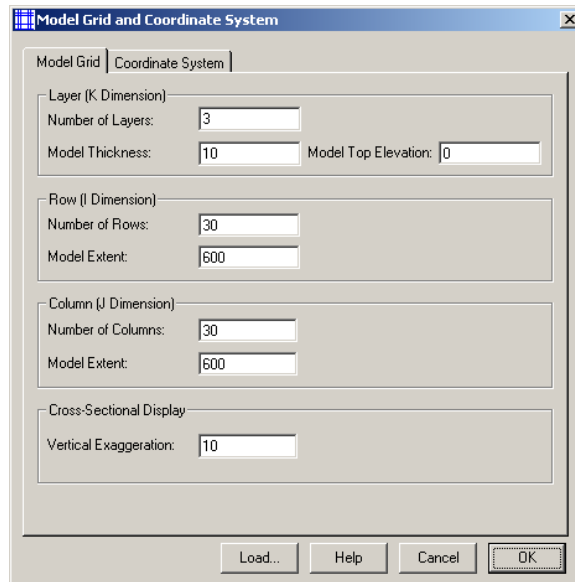 Model Grid and Coordinate System
Model Grid Coordinate System
Layer (K Dimension)
Number of Layers: 3
Model Thickness: 10 Model Top Elevation: 0
Row (I Dimension)
Number of Rows: 30
Model Extent: 600
Column (J Dimension)
Number of Columns: 30
Model Extent: 600
Cross-Sectional Display
Vertical Exaggeration: 10
Load... Help Cancel OK